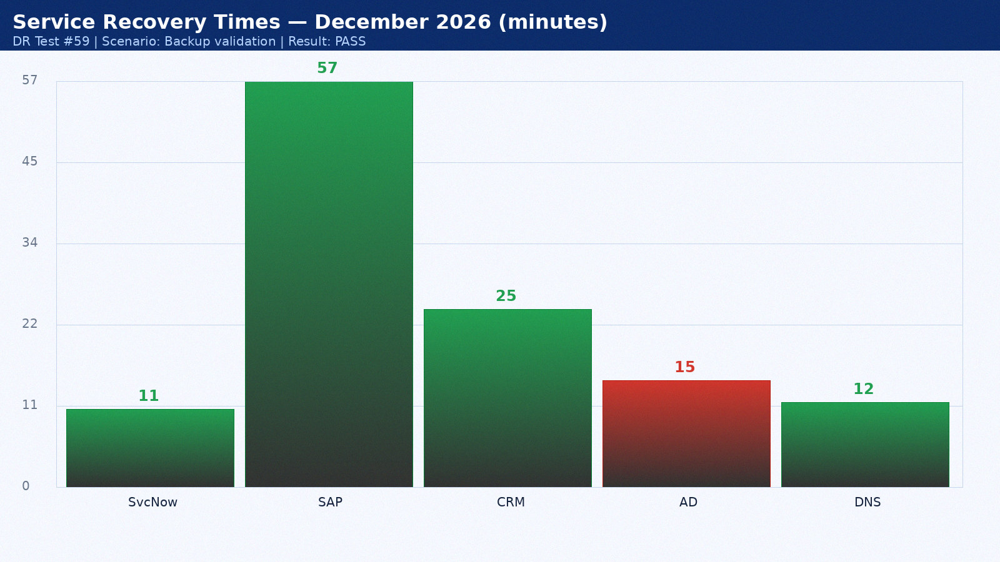 Service Recovery Times — December 2026 (minutes)
DR Test #59 | Scenario: Backup validation | Result: PASS
57
45
34
22
11
0
11
57
25
15
12
SvcNow
SAP
CRM
AD
DNS